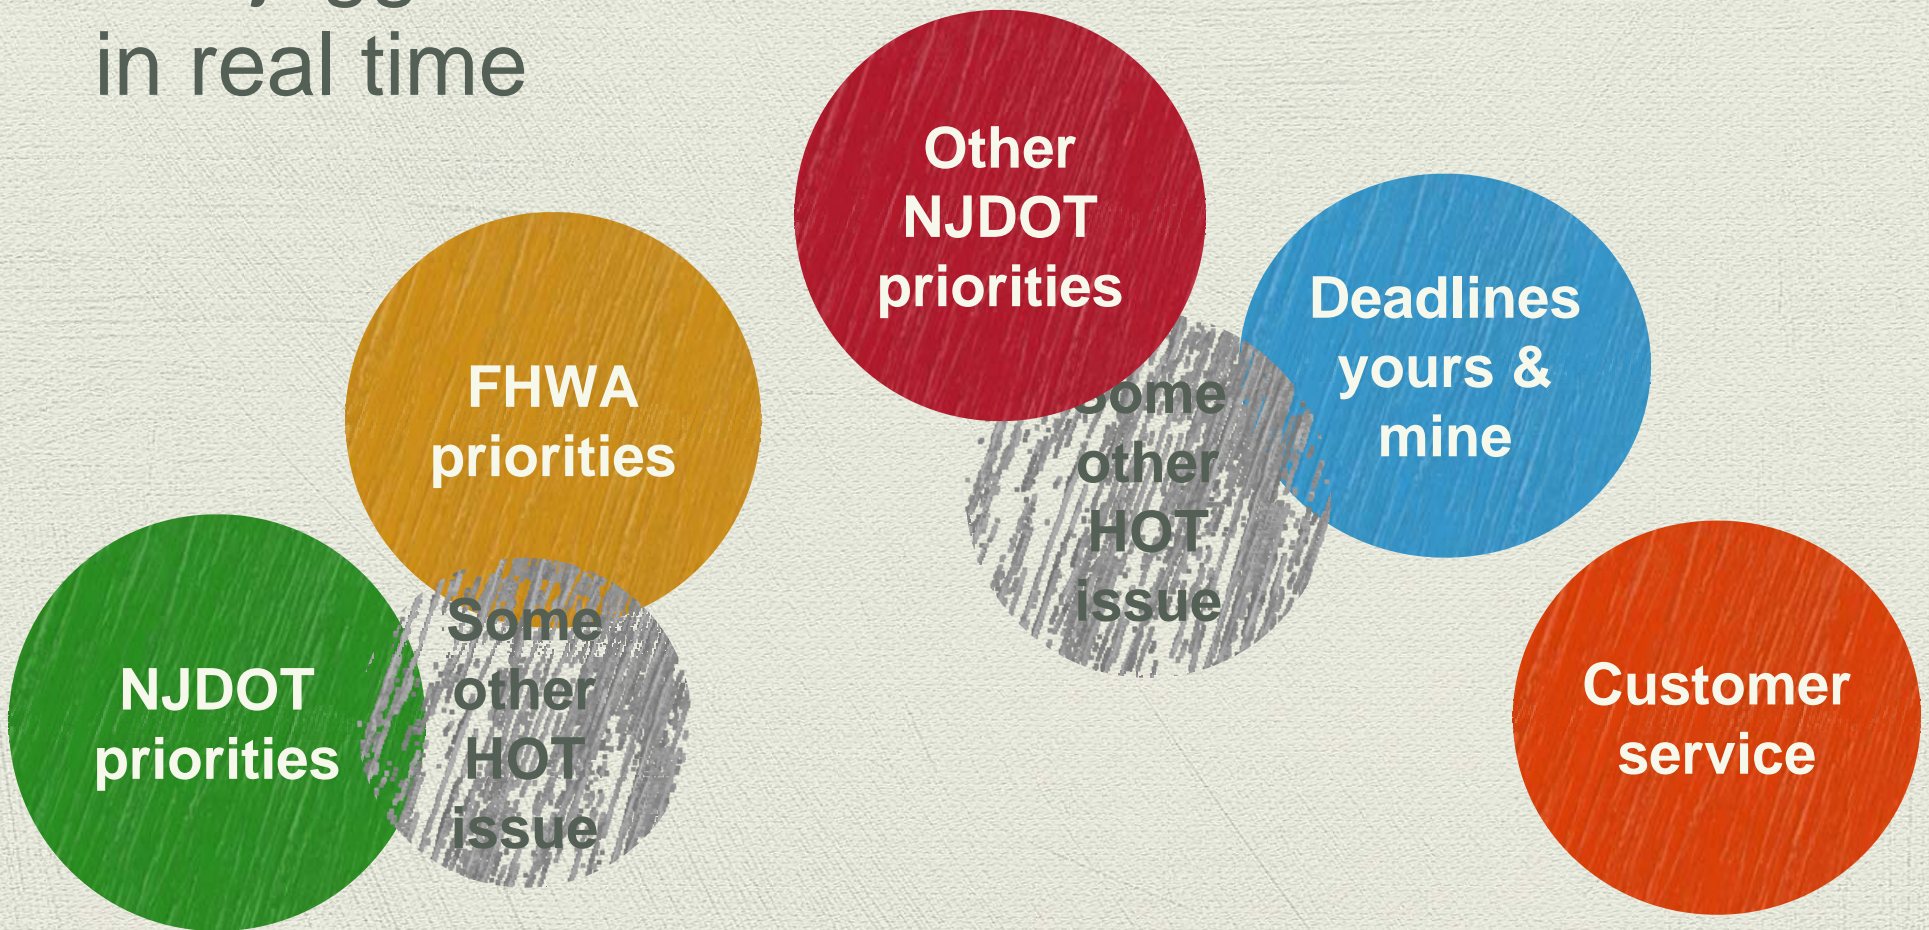 in real time
Other
NJDOT
priorities
Deadlines
yours &
mine
FHWA
priorities
Some
other
HOT
issue
NJDOT
priorities
Some
other
HOT
issue
Customer
service